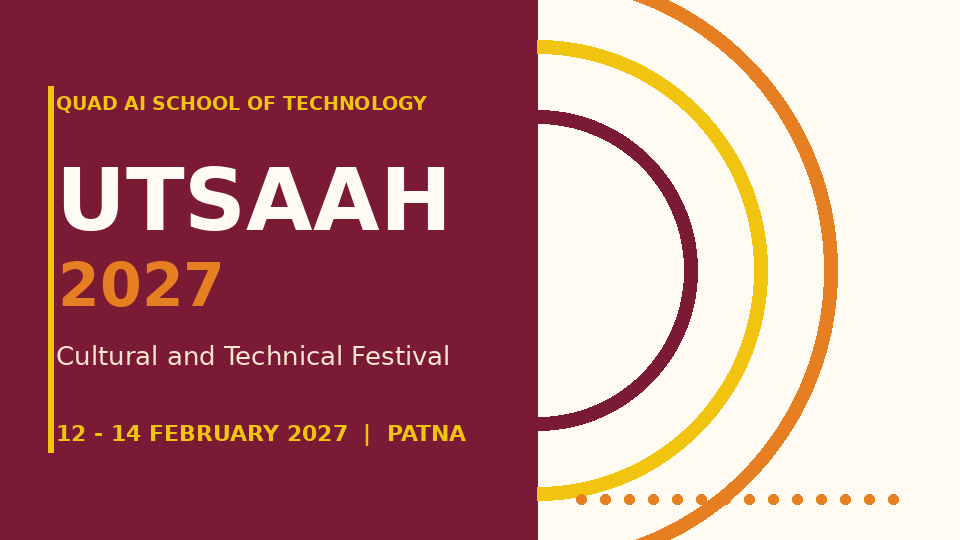 QUAD AI SCHOOL OF TECHNOLOGY
UTSAAH
2027
Cultural and Technical Festival
12 - 14 FEBRUARY 2027 | PATNA